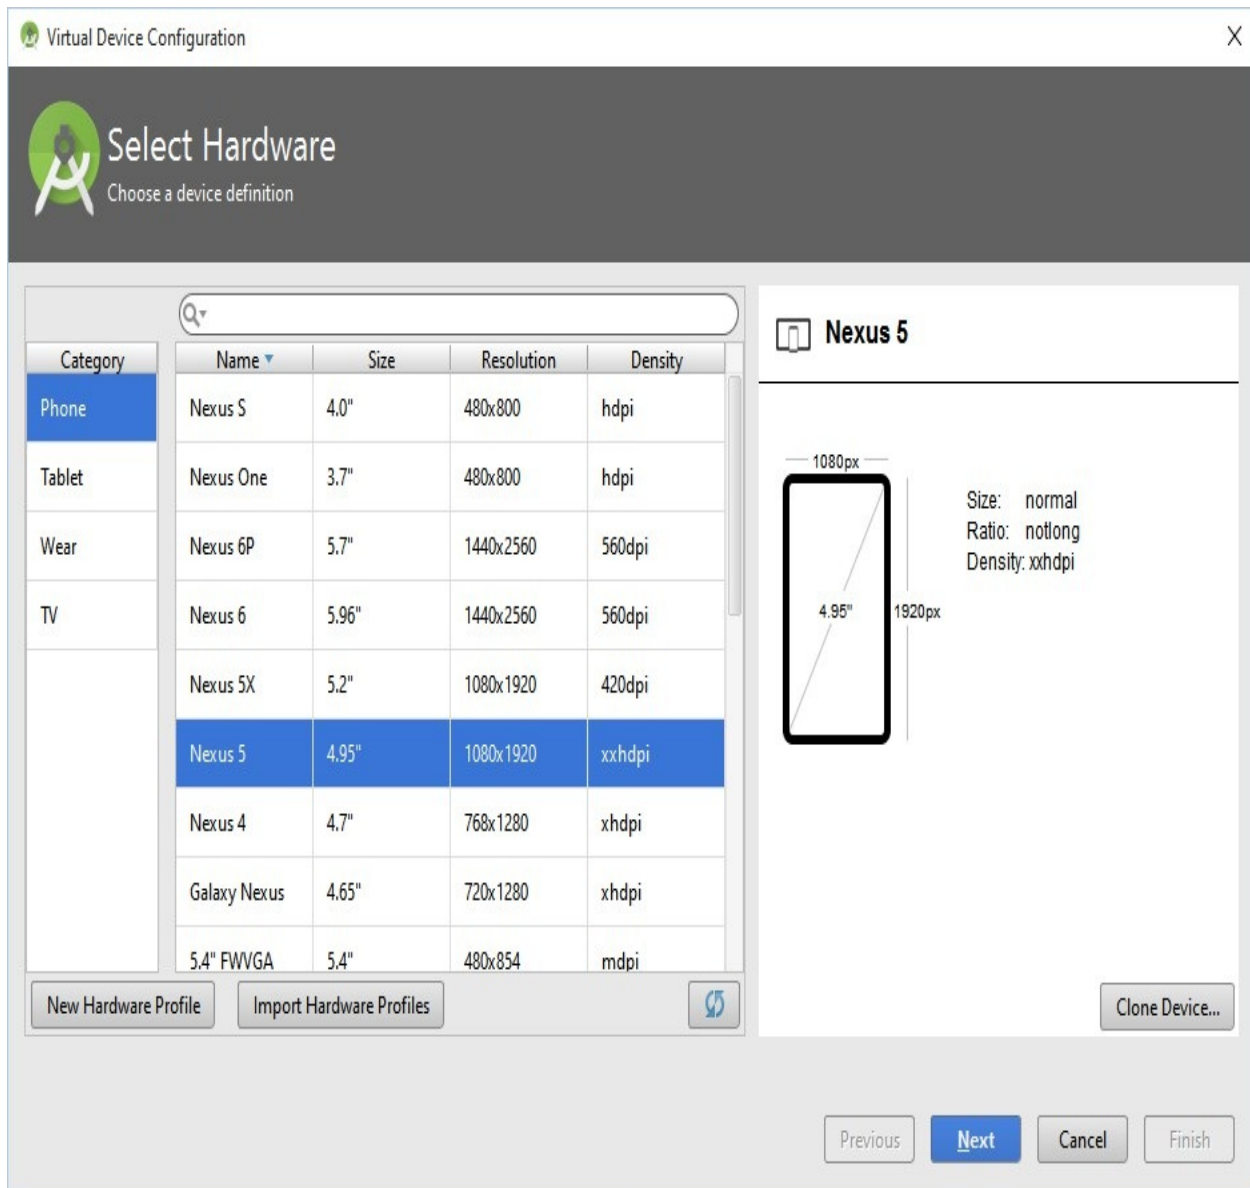 Virtual Device Configuration X
Select Hardware
Choose a device definition
Category Name Size Resolution Density
Phone
Tablet
Wear
TV
Nexus S 4.0" 480x800 hdpi
Nexus One 3.7" 480x800 hdpi
Nexus 6P 5.7" 1440x2560 560dpi
Nexus 6 5.96" 1440x2560 560dpi
Nexus 5X 5.2" 1080x1920 420dpi
Nexus 5 4.95" 1080x1920 xxhdpi
Nexus 4 4.7" 768x1280 xhdpi
Galaxy Nexus 4.65" 720x1280 xhdpi
5.4" FWVGA 5.4" 480x854 mdpi
New Hardware Profile Import Hardware Profiles
Nexus 5
1080px
4.95"
1920px
Size: normal
Ratio: notlong
Density: xxhdpi
Clone Device...
Previous Next Cancel Finish